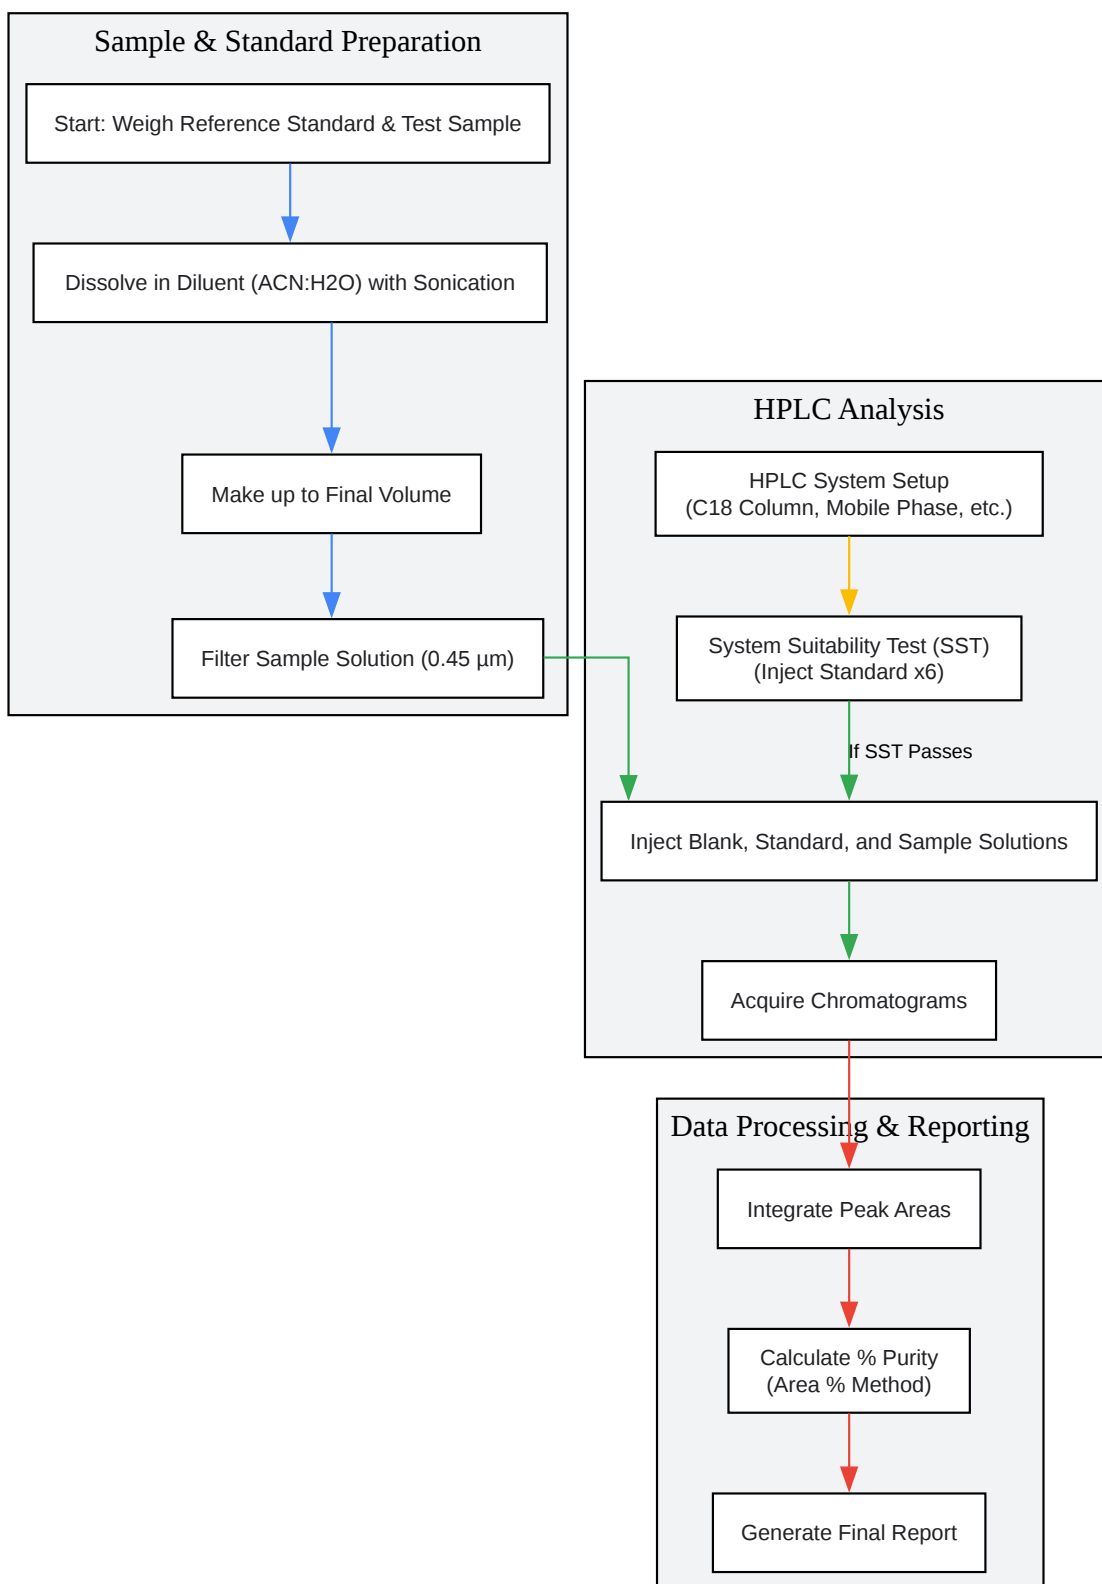 Sample & Standard Preparation
Start: Weigh Reference Standard & Test Sample
Dissolve in Diluent (ACN:H2O) with Sonication
Make up to Final Volume
Filter Sample Solution (0.45 µm)
HPLC Analysis
HPLC System Setup
(C18 Column, Mobile Phase, etc.)
System Suitability Test (SST)
(Inject Standard x6)
If SST Passes
Inject Blank, Standard, and Sample Solutions
Acquire Chromatograms
Data Processing & Reporting
Integrate Peak Areas
Calculate % Purity
(Area % Method)
Generate Final Report